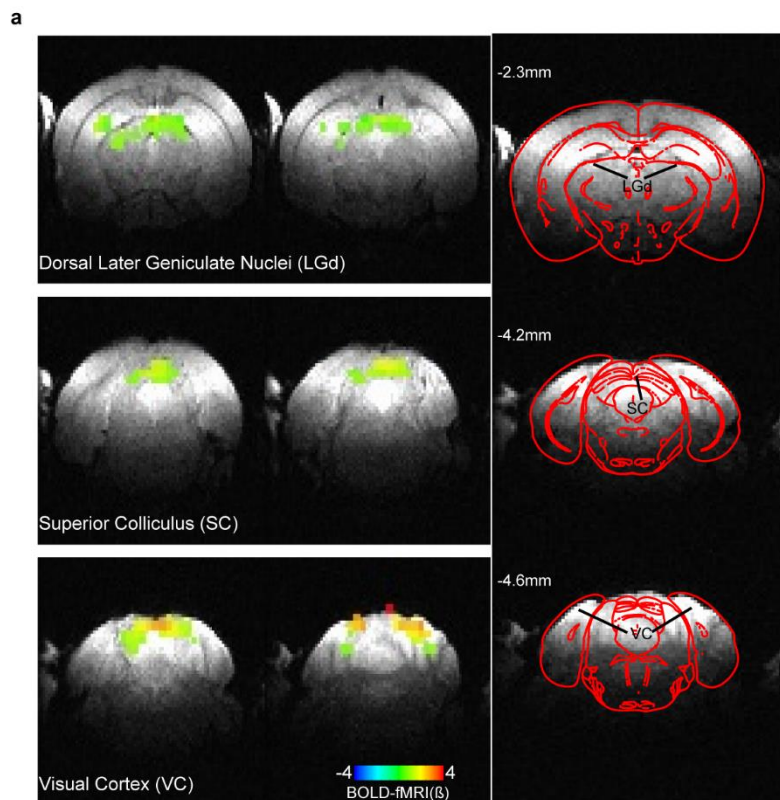 a
-2.3mm
LGd
Dorsal Later Geniculate Nuclei (LGd)
-4.2mm
SC
Superior Colliculus (SC)
-4.6mm
VC
-4 4
BOLD-fMRI(ß)
Visual Cortex (VC)